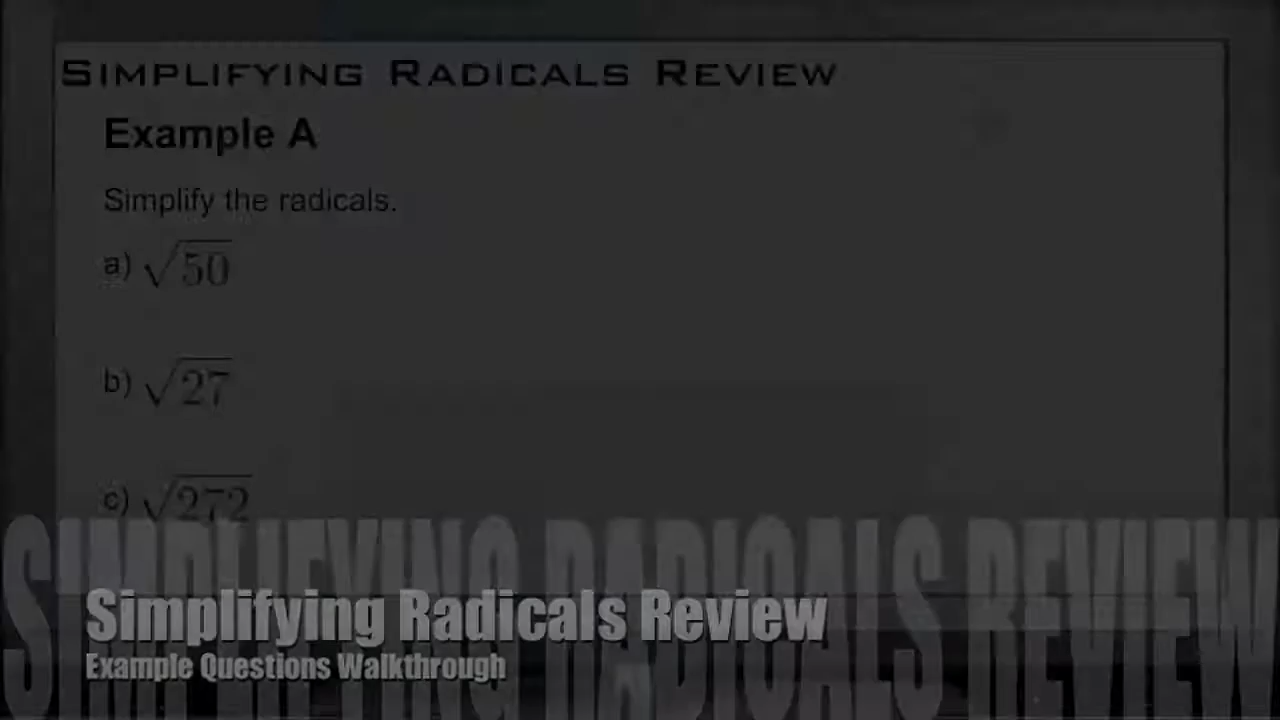 SIMPLIFYING RADICALS REVIEW
Example A
Simplify the radicals.
a) √50
b) √27
c) √272
SIMPLIFYING RADICALS REVIEW
Simplifying Radicals Review
Example Questions Walkthrough